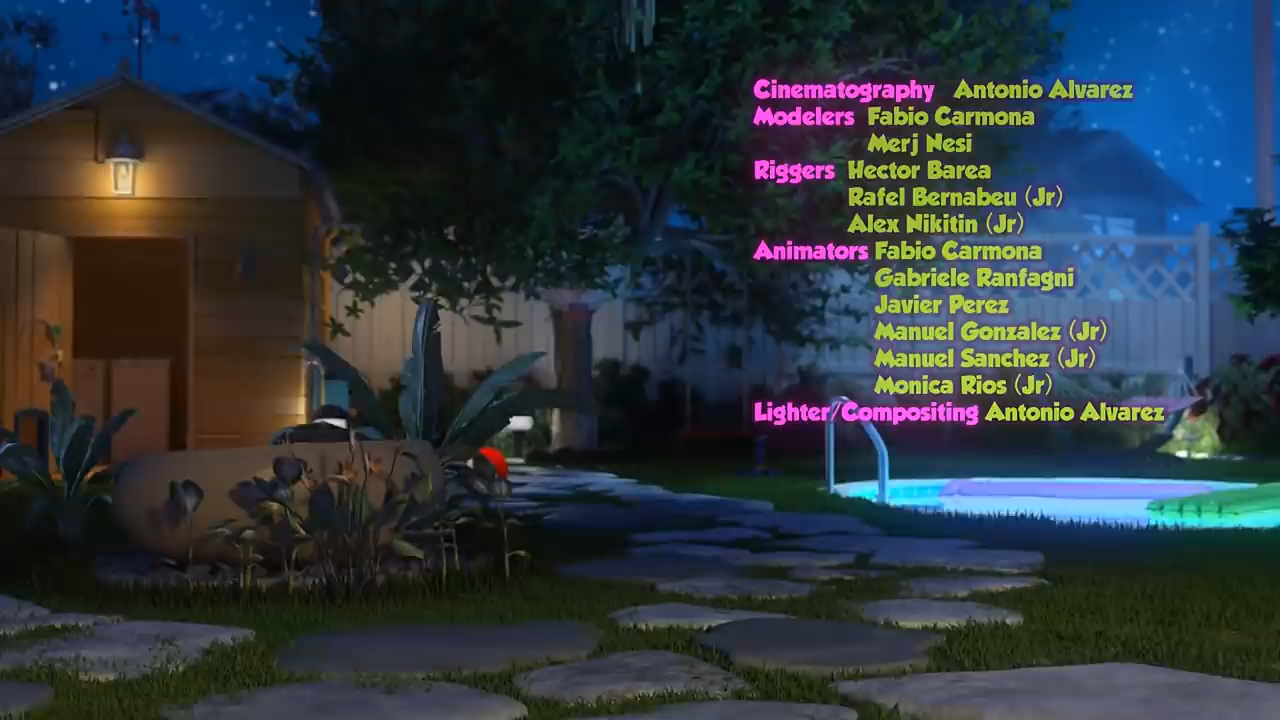 Cinematography Antonio Alvarez
Modelers Fabio Carmona
Merj Nesi
Riggers Hector Barea
Rafel Bernabeu (Jr)
Alex Nikitin (Jr)
Animators Fabio Carmona
Gabriele Ranfagni
Javier Perez
Manuel Gonzalez (Jr)
Manuel Sanchez (Jr)
Monica Rios (Jr)
Lighter/Compositing Antonio Alvarez